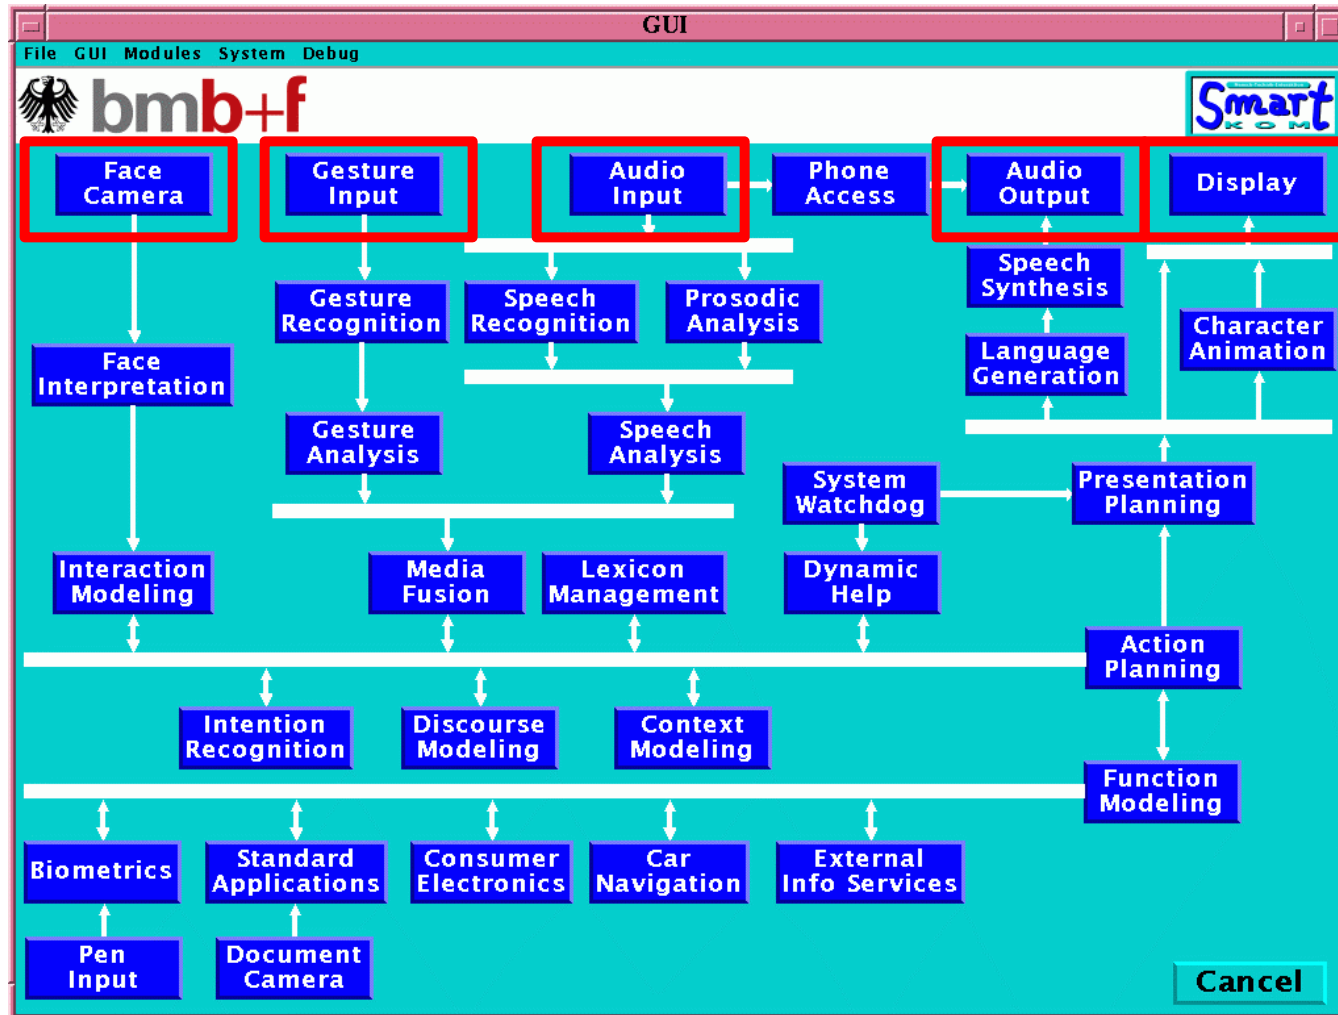 GUI
File GUI Modules System Debug
bmb+f
Smart
KOM
Face
Camera
Gesture
Input
Audio
Input
Phone
Access
Audio
Output
Display
Gesture
Recognition
Speech
Recognition
Prosodic
Analysis
Speech
Synthesis
Character
Animation
Face
Interpretation
Language
Generation
Gesture
Analysis
Speech
Analysis
System
Watchdog
Presentation
Planning
Interaction
Modeling
Media
Fusion
Lexicon
Management
Dynamic
Help
Action
Planning
Intention
Recognition
Discourse
Modeling
Context
Modeling
Function
Modeling
Biometrics
Standard
Applications
Consumer
Electronics
Car
Navigation
External
Info Services
Pen
Input
Document
Camera
Cancel